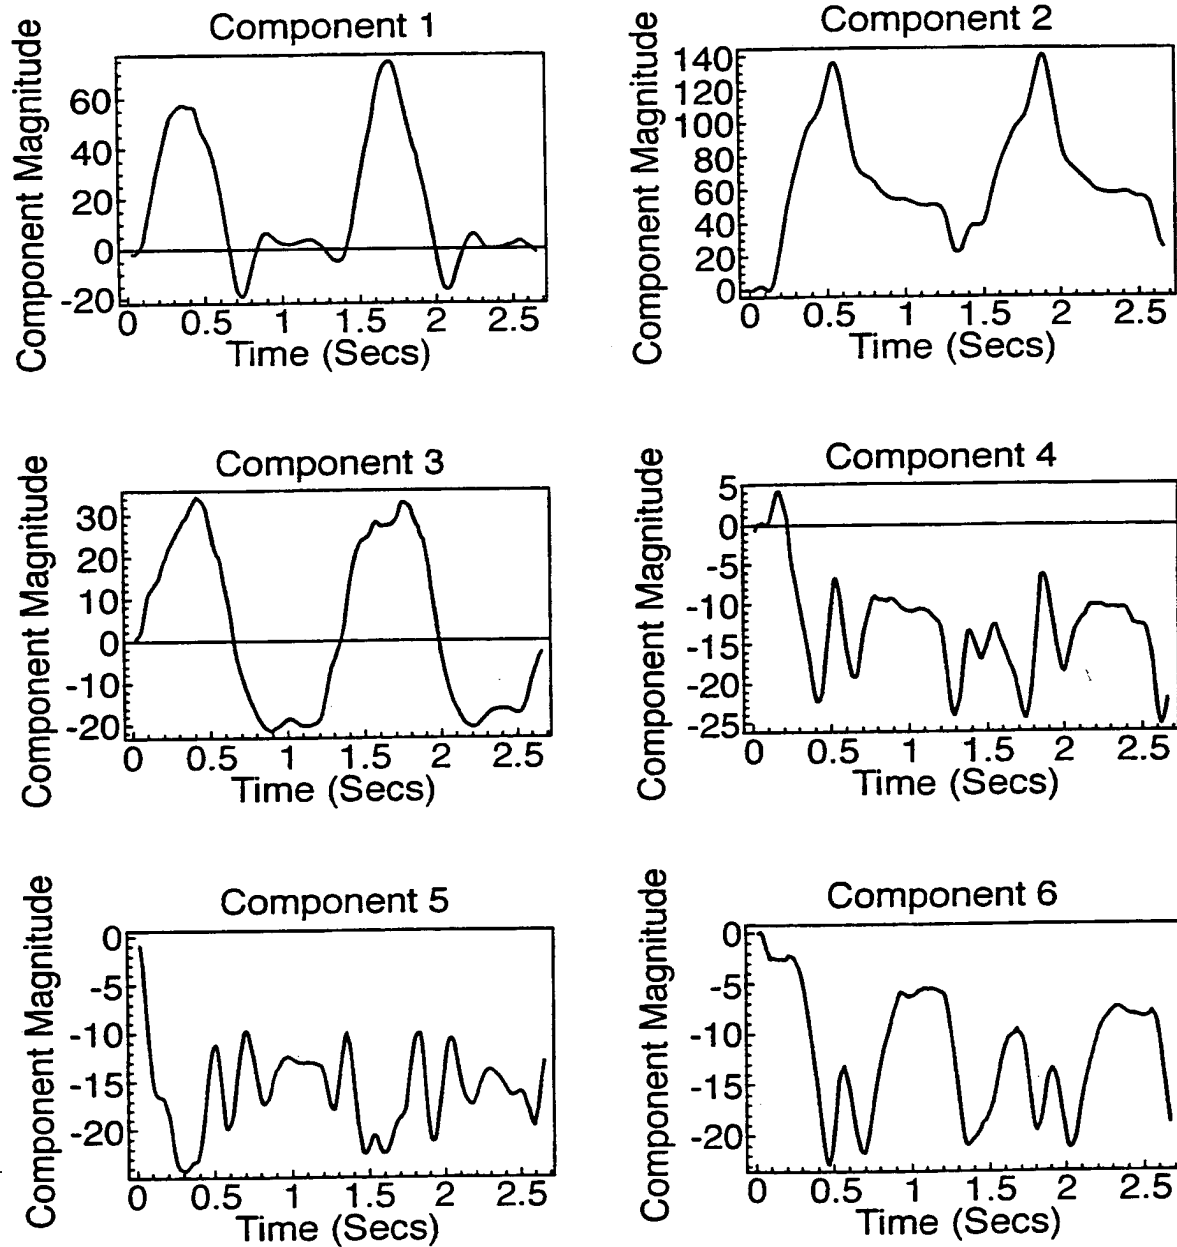 Component 1
Component Magnitude
60
40
20
0
-20
0 0.5 1 1.5 2 2.5
Time (Secs)
Component 2
Component Magnitude
140
120
100
80
60
40
20
0
0 0.5 1 1.5 2 2.5
Time (Secs)
Component 3
Component Magnitude
30
20
10
0
-10
-20
0 0.5 1 1.5 2 2.5
Time (Secs)
Component 4
Component Magnitude
5
0
-5
-10
-15
-20
-25
0 0.5 1 1.5 2 2.5
Time (Secs)
Component 5
Component Magnitude
0
-5
-10
-15
-20
0 0.5 1 1.5 2 2.5
Time (Secs)
Component 6
Component Magnitude
0
-5
-10
-15
-20
0 0.5 1 1.5 2 2.5
Time (Secs)